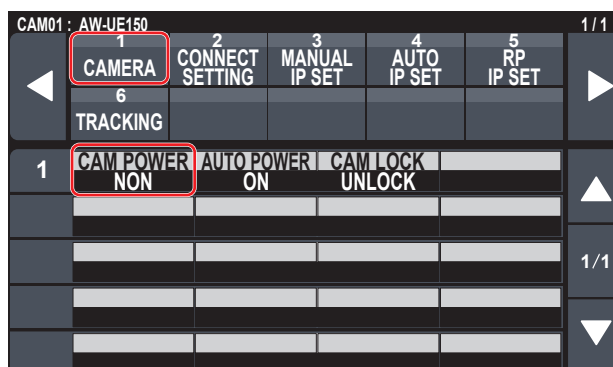 CAM01 : AW-UE150 1/1
1 2 3 4 5
CAMERA CONNECT SETTING MANUAL IP SET AUTO IP SET RP IP SET
6
TRACKING
1 CAM POWER AUTO POWER CAM LOCK
NON ON UNLOCK
1/1